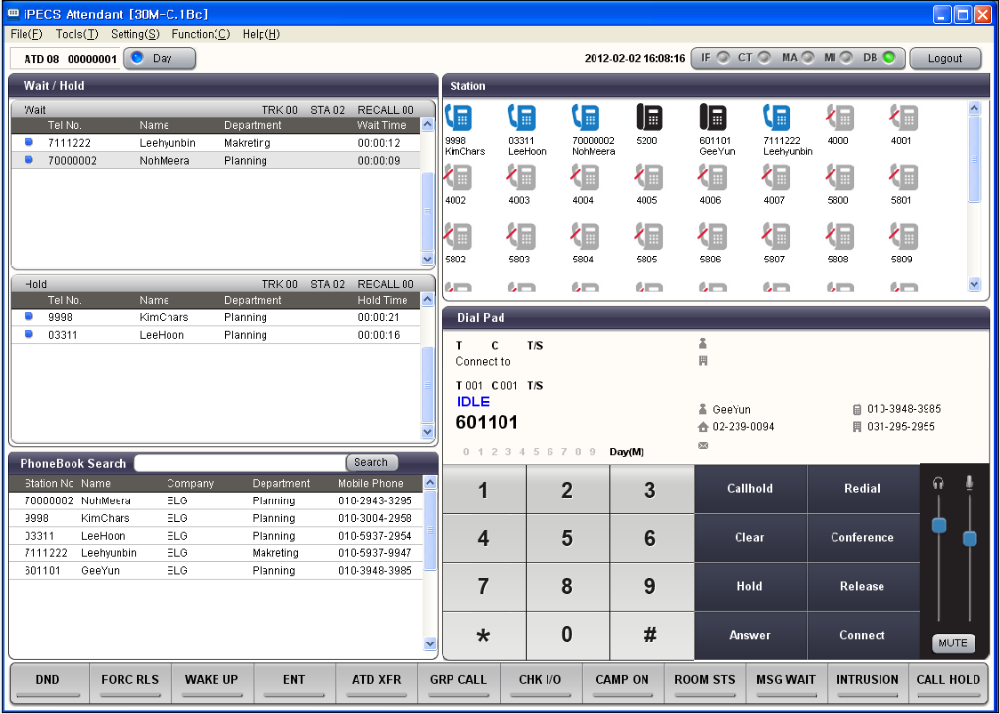 iPECS Attendant [30M-C.1Bc]
File(F) Tools(T) Setting(S) Function(C) Help(H)
ATD 08 00000001 Day 2012-02-02 16:08:16 IF CT MA MI DB Logout
Wait / Hold
Wait TRK 00 STA 02 RECALL 00
Tel No. Name Department Wait Time
7111222 Leehyunbin Makreting 00:00:12
70000002 NohMeera Planning 00:00:09
Hold TRK 00 STA 02 RECALL 00
Tel No. Name Department Hold Time
9998 KimChars Planning 00:00:21
03311 LeeHoon Planning 00:00:16
PhoneBook Search Search
Station No Name Company Department Mobile Phone
70000002 NohMeera ELG Planning 010-2943-3295
9998 KimChars ELG Planning 010-3004-2958
03311 LeeHoon ELG Planning 010-5937-2954
7111222 Leehyunbin ELG Makreting 010-5937-9947
601101 GeeYun ELG Planning 010-3948-3985
Station
9998 03311 70000002 5200 601101 7111222 4000 4001
KimChars LeeHoon NohMeera GeeYun Leehyunbin
4002 4003 4004 4005 4006 4007 5800 5801
5802 5803 5804 5805 5806 5807 5808 5809
Dial Pad
T C T/S
Connect to
T 001 C 001 T/S
IDLE
601101
GeeYun 010-3948-3985
02-239-0094 031-295-2955
0 1 2 3 4 5 6 7 8 9 Day(M)
1 2 3 Callhold Redial
4 5 6 Clear Conference
7 8 9 Hold Release
* 0 # Answer Connect
MUTE
DND FORC RLS WAKE UP ENT ATD XFR GRP CALL CHK I/O CAMP ON ROOM STS MSG WAIT INTRUSION CALL HOLD